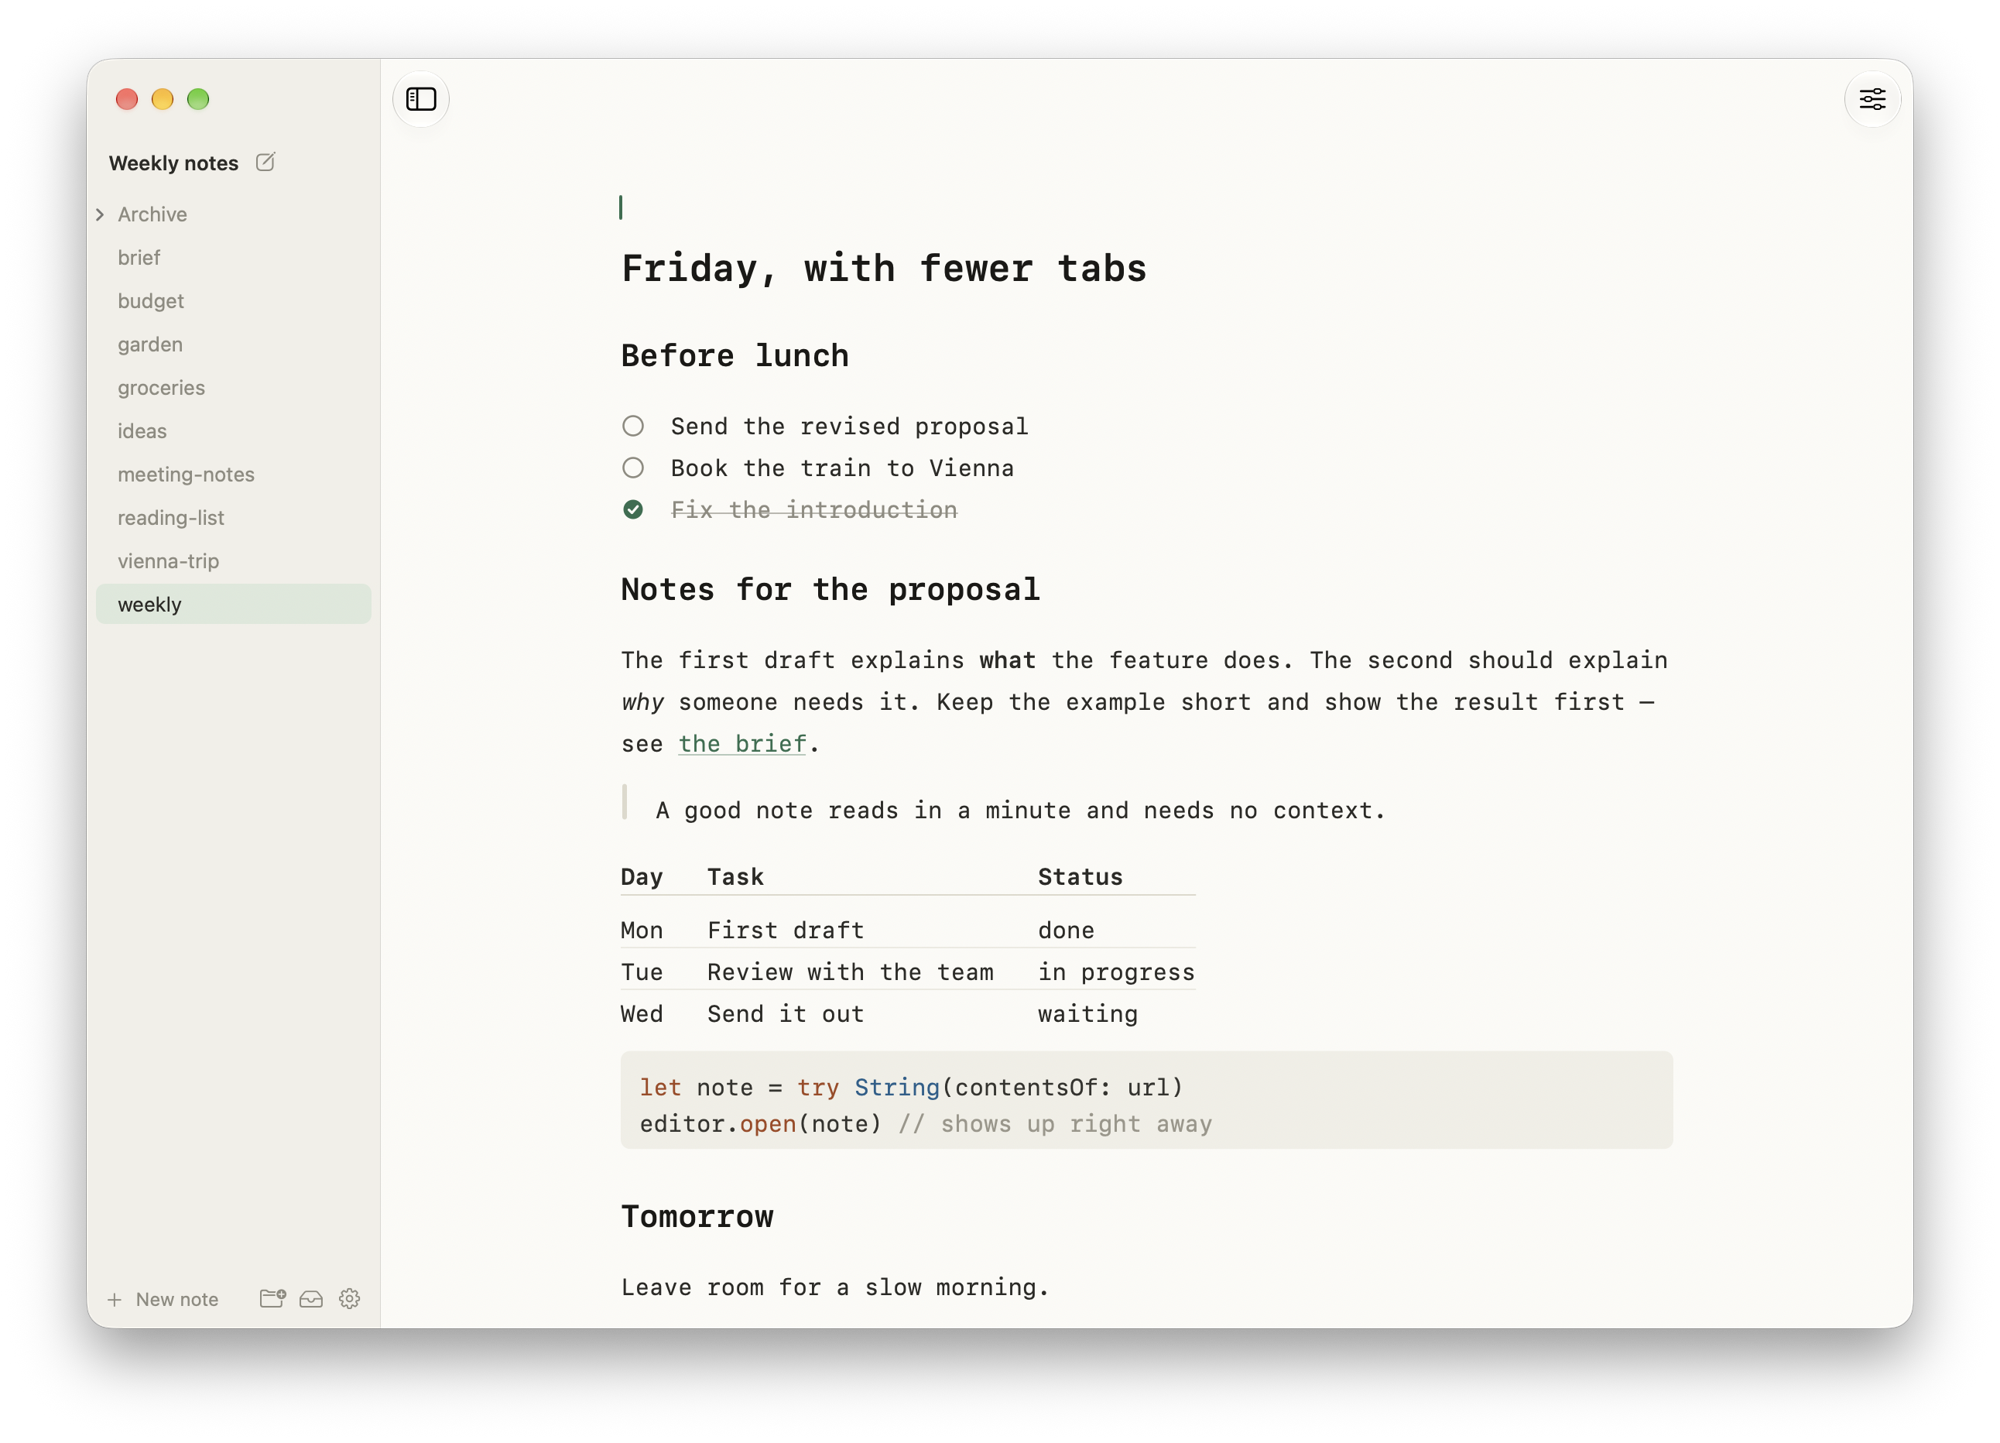 Weekly notes
Archive
brief
budget
garden
groceries
ideas
meeting-notes
reading-list
vienna-trip
weekly
New note
Friday, with fewer tabs
Before lunch
Send the revised proposal
Book the train to Vienna
Fix the introduction
Notes for the proposal
The first draft explains what the feature does. The second should explain
why someone needs it. Keep the example short and show the result first —
see the brief.
A good note reads in a minute and needs no context.
Day Task Status
Mon First draft done
Tue Review with the team in progress
Wed Send it out waiting
let note = try String(contentsOf: url)
editor.open(note) // shows up right away
Tomorrow
Leave room for a slow morning.